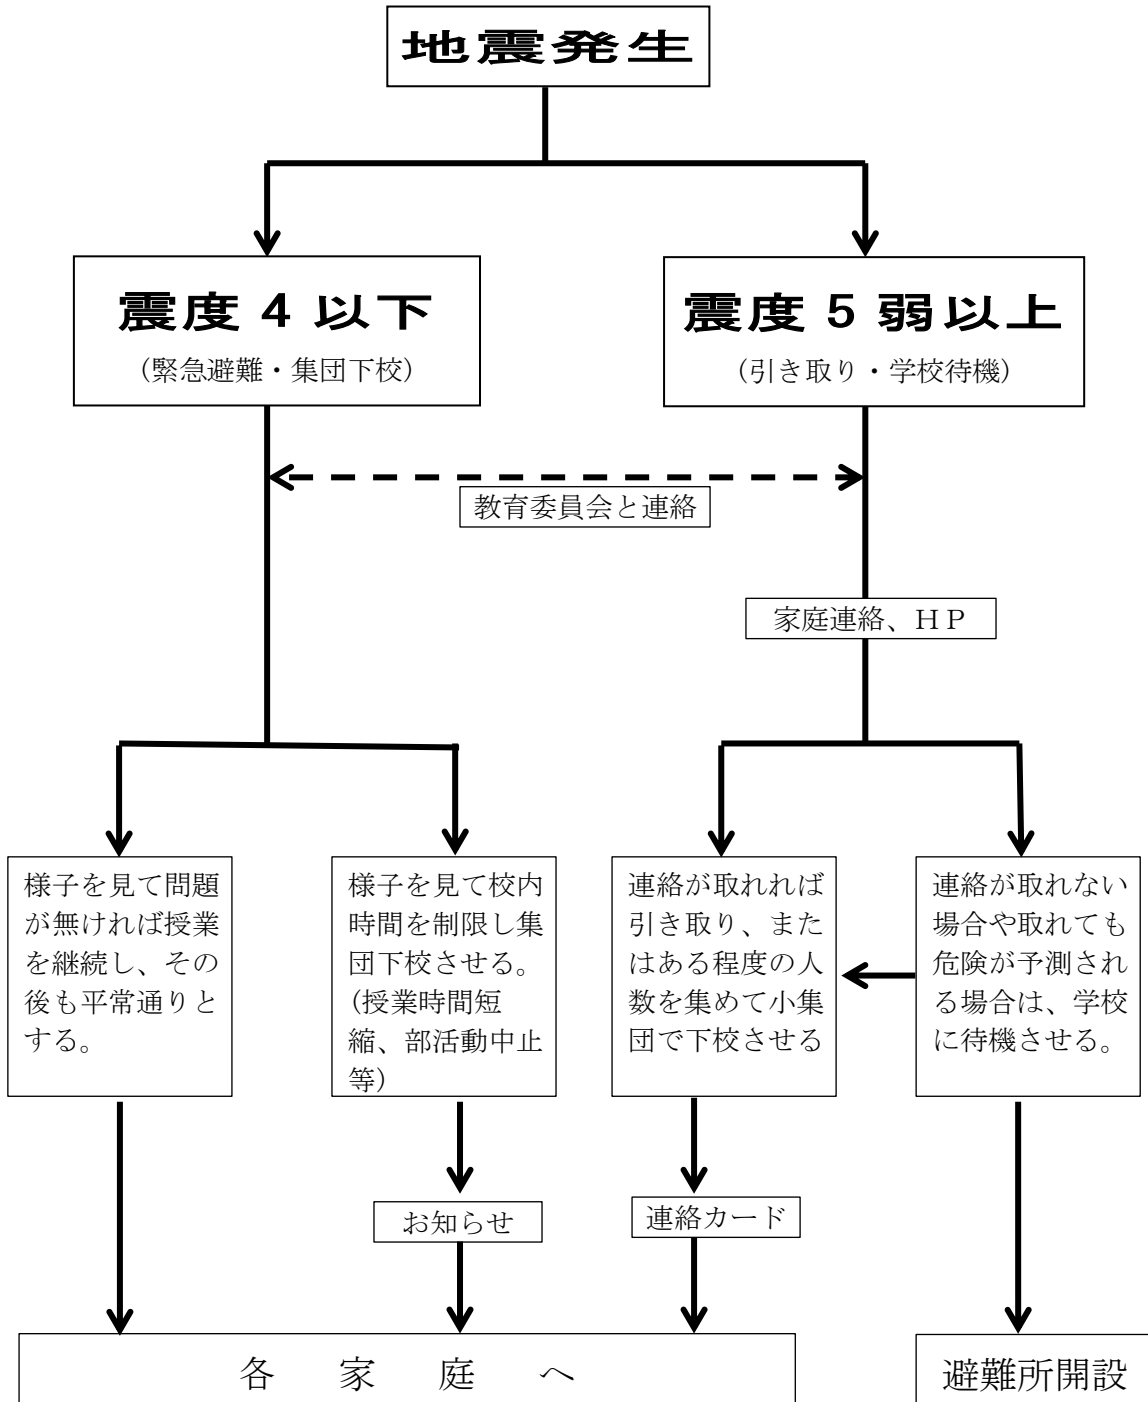 地震発生
震度4以下
(緊急避難・集団下校)
震度5弱以上
(引き取り・学校待機)
教育委員会と連絡
家庭連絡、HP
様子を見て問題
が無ければ授業
を継続し、その
後も平常通りと
する。
様子を見て校内
時間を制限し集
団下校させる。
(授業時間短
縮、部活動中止
等)
連絡が取れれば
引き取り、また
はある程度の人
数を集めて小集
団で下校させる
連絡が取れない
場合や取れても
危険が予測され
る場合は、学校
に待機させる。
お知らせ
連絡カード
各 家 庭 へ
避難所開設